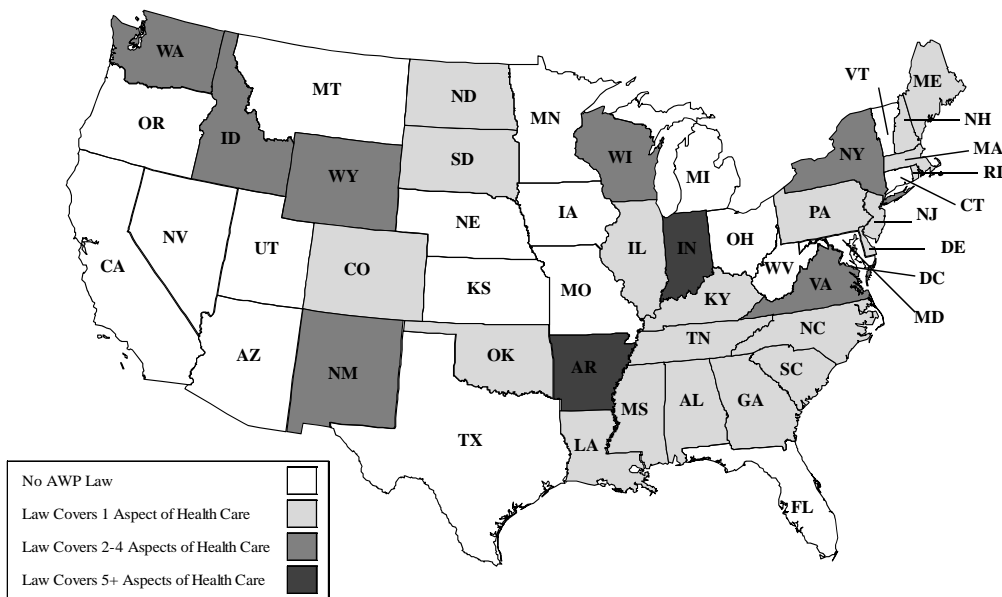 WA
MT
ND
MN
VT
ME
OR
ID
SD
WI
MI
NY
NH
MA
RI
WY
NE
IA
PA
CT
NJ
NV
UT
CO
IL
IN
OH
DE
CA
KS
MO
WV
VA
DC
KY
MD
AZ
NM
OK
AR
TN
NC
SC
MS
AL
GA
TX
LA
FL
No AWP Law
Law Covers 1 Aspect of Health Care
Law Covers 2-4 Aspects of Health Care
Law Covers 5+ Aspects of Health Care